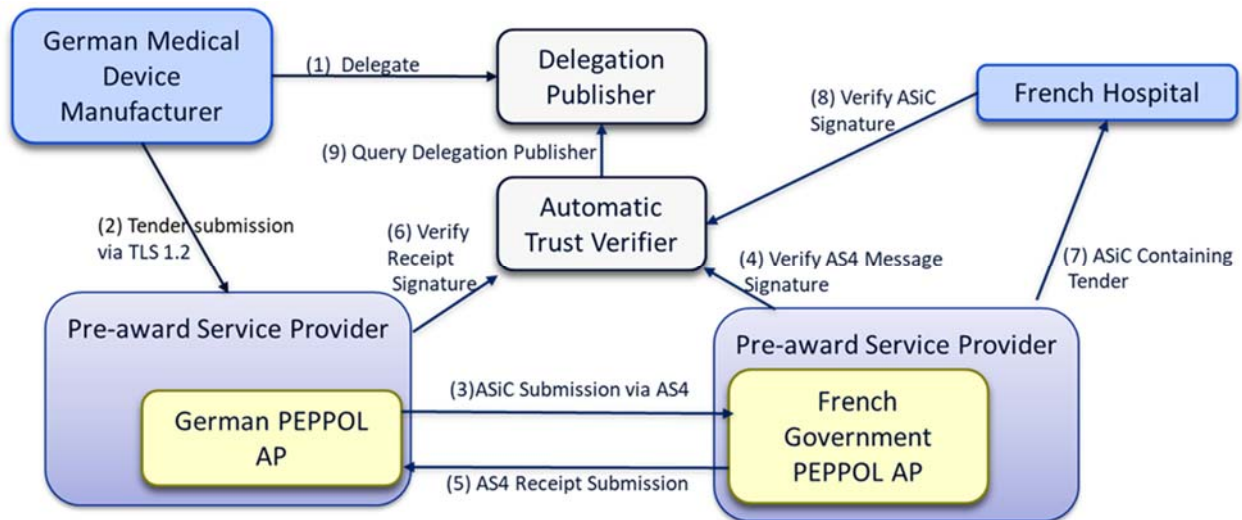 German Medical
Device
Manufacturer
(1) Delegate
Delegation
Publisher
(8) Verify ASiC
Signature
French Hospital
(9) Query Delegation Publisher
(2) Tender submission
via TLS 1.2
(6) Verify
Receipt
Signature
Automatic
Trust Verifier
(4) Verify AS4 Message
Signature
(7) ASiC Containing
Tender
Pre-award Service Provider
Pre-award Service Provider
(3)ASiC Submission via AS4
German PEPPOL
AP
French
Government
PEPPOL AP
(5) AS4 Receipt Submission